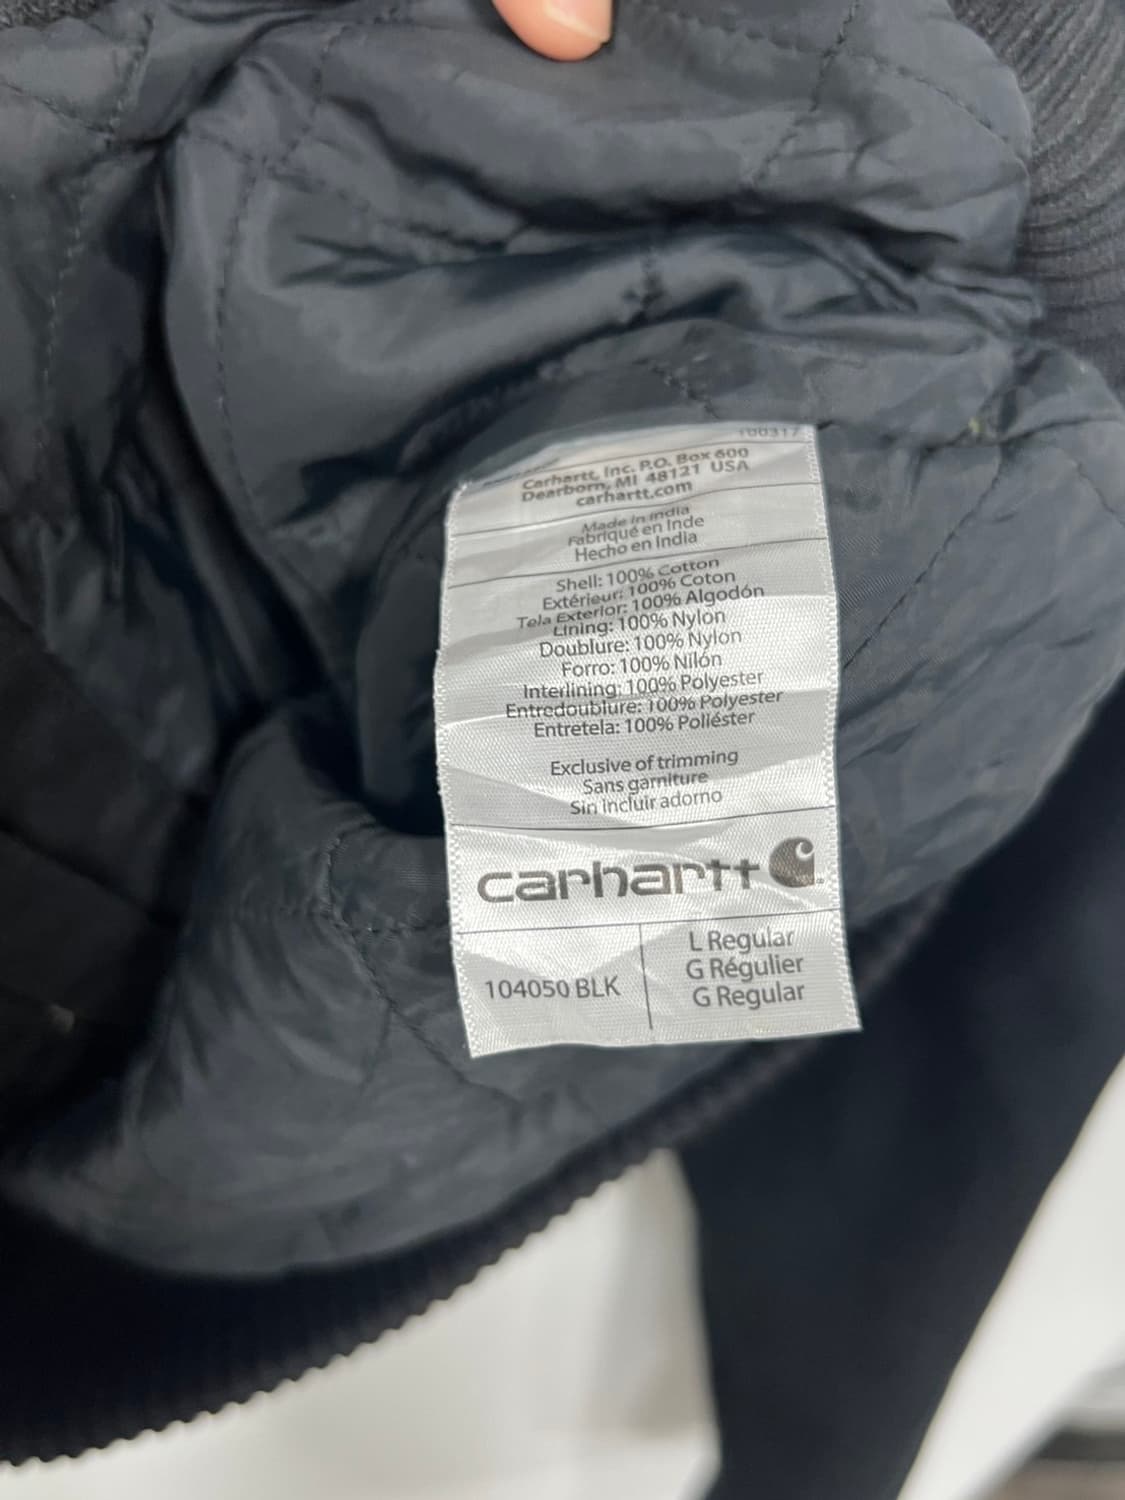 100317
Carhartt, Inc. P.O. Box 600
Dearborn, MI 48121 USA
carhartt.com
Made in India
Fabriqué en Inde
Hecho en India
Shell: 100% Cotton
Extérieur: 100% Coton
Tela Exterior: 100% Algodón
Lining: 100% Nylon
Doublure: 100% Nylon
Forro: 100% Nilón
Interlining: 100% Polyester
Entredoublure: 100% Polyester
Entretela: 100% Poliéster
Exclusive of trimming
Sans garniture
Sin incluir adorno
carhartt
104050 BLK
L Regular
G Régulier
G Regular